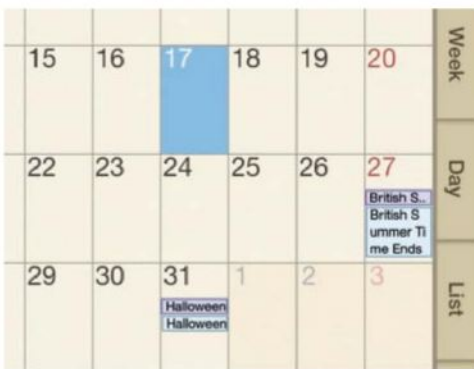 15 16 17 18 19 20
Week
22 23 24 25 26 27
Day
British S..
British S
ummer Ti
me Ends
29 30 31 1 2 3
List
Halloween
Halloween